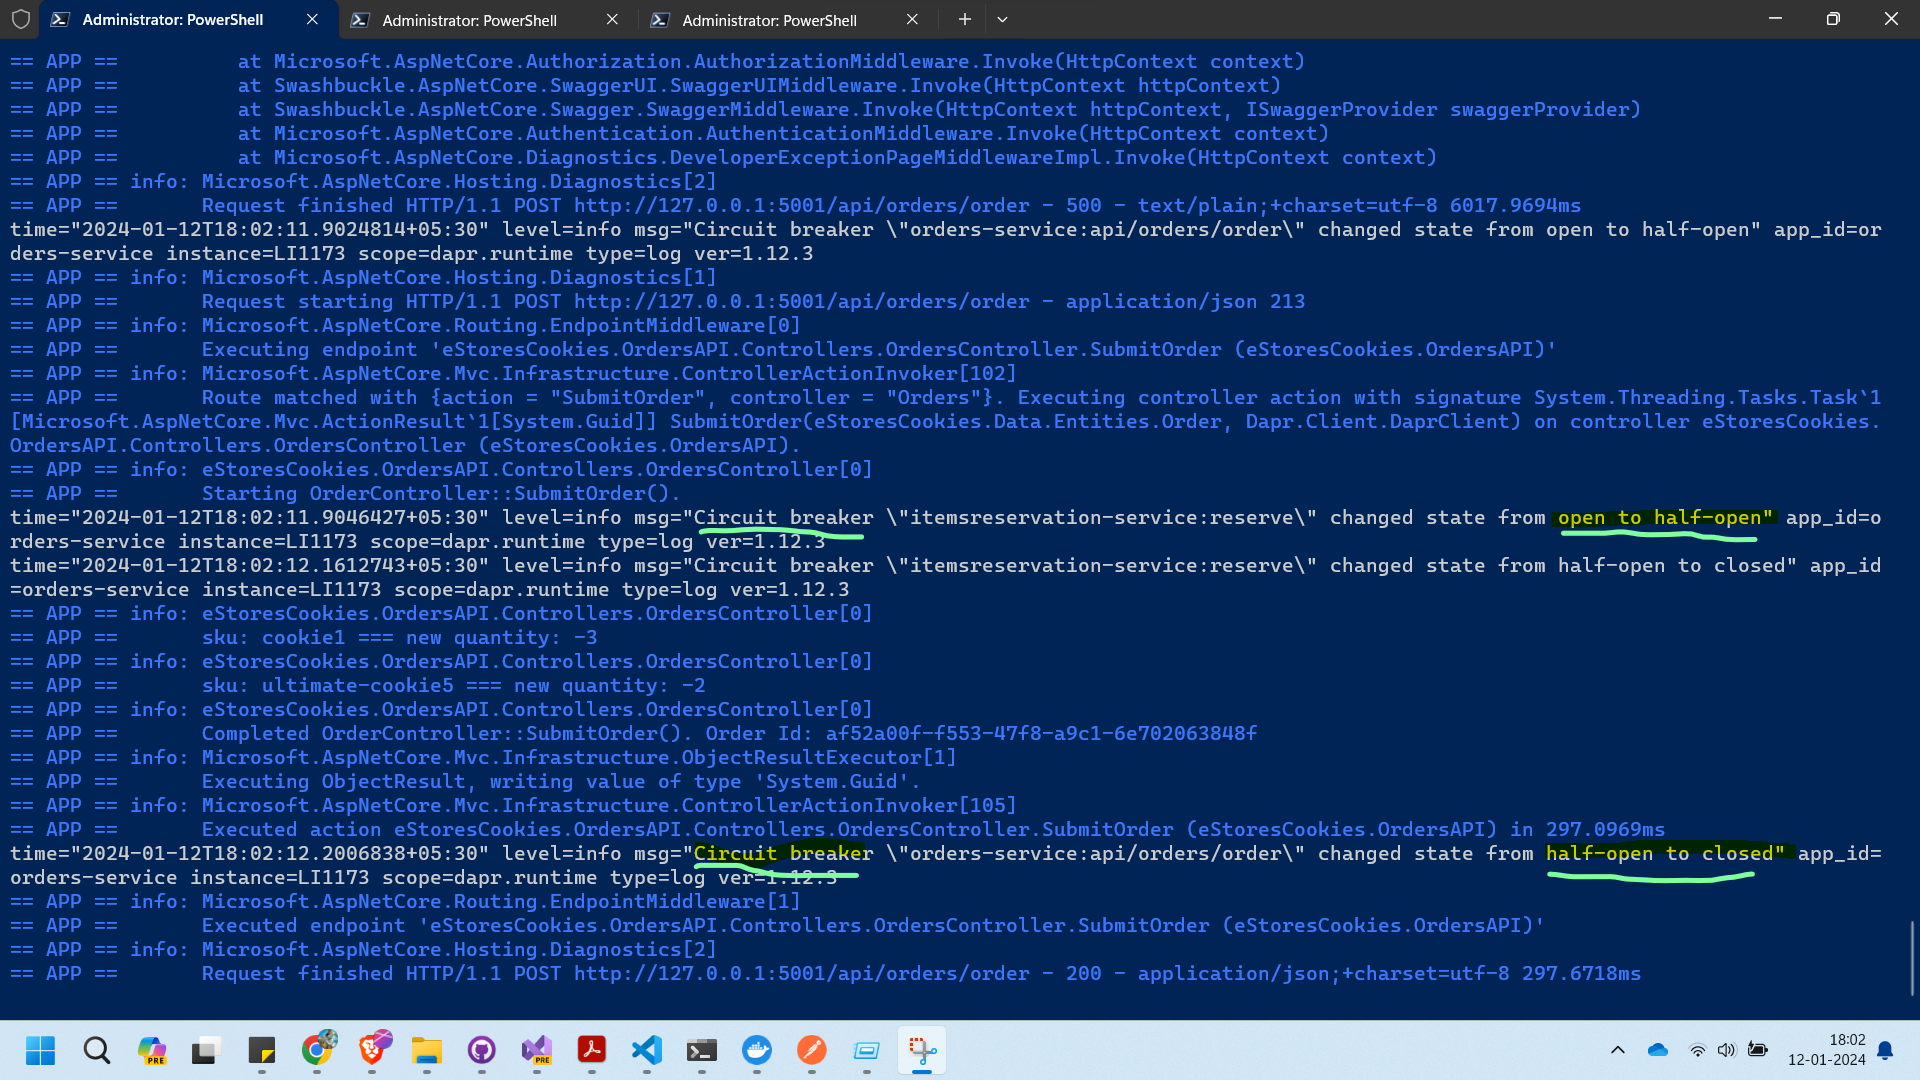 Administrator: PowerShell
Administrator: PowerShell
Administrator: PowerShell
== APP ==          at Microsoft.AspNetCore.Authorization.AuthorizationMiddleware.Invoke(HttpContext context)
== APP ==          at Swashbuckle.AspNetCore.SwaggerUI.SwaggerUIMiddleware.Invoke(HttpContext httpContext)
== APP ==          at Swashbuckle.AspNetCore.Swagger.SwaggerMiddleware.Invoke(HttpContext httpContext, ISwaggerProvider swaggerProvider)
== APP ==          at Microsoft.AspNetCore.Authentication.AuthenticationMiddleware.Invoke(HttpContext context)
== APP ==          at Microsoft.AspNetCore.Diagnostics.DeveloperExceptionPageMiddlewareImpl.Invoke(HttpContext context)
== APP == info: Microsoft.AspNetCore.Hosting.Diagnostics[2]
== APP ==       Request finished HTTP/1.1 POST http://127.0.0.1:5001/api/orders/order - 500 - text/plain;+charset=utf-8 6017.9694ms
time="2024-01-12T18:02:11.9024814+05:30" level=info msg="Circuit breaker \"orders-service:api/orders/order\" changed state from open to half-open" app_id=or
ders-service instance=LI1173 scope=dapr.runtime type=log ver=1.12.3
== APP == info: Microsoft.AspNetCore.Hosting.Diagnostics[1]
== APP ==       Request starting HTTP/1.1 POST http://127.0.0.1:5001/api/orders/order - application/json 213
== APP == info: Microsoft.AspNetCore.Routing.EndpointMiddleware[0]
== APP ==       Executing endpoint 'eStoresCookies.OrdersAPI.Controllers.OrdersController.SubmitOrder (eStoresCookies.OrdersAPI)'
== APP == info: Microsoft.AspNetCore.Mvc.Infrastructure.ControllerActionInvoker[102]
== APP ==       Route matched with {action = "SubmitOrder", controller = "Orders"}. Executing controller action with signature System.Threading.Tasks.Task`1
[Microsoft.AspNetCore.Mvc.ActionResult`1[System.Guid]] SubmitOrder(eStoresCookies.Data.Entities.Order, Dapr.Client.DaprClient) on controller eStoresCookies.
OrdersAPI.Controllers.OrdersController (eStoresCookies.OrdersAPI).
== APP == info: eStoresCookies.OrdersAPI.Controllers.OrdersController[0]
== APP ==       Starting OrderController::SubmitOrder().
time="2024-01-12T18:02:11.9046427+05:30" level=info msg="Circuit breaker \"itemsreservation-service:reserve\" changed state from open to half-open" app_id=o
rders-service instance=LI1173 scope=dapr.runtime type=log ver=1.12.3
time="2024-01-12T18:02:12.1612743+05:30" level=info msg="Circuit breaker \"itemsreservation-service:reserve\" changed state from half-open to closed" app_id
=orders-service instance=LI1173 scope=dapr.runtime type=log ver=1.12.3
== APP == info: eStoresCookies.OrdersAPI.Controllers.OrdersController[0]
== APP ==       sku: cookie1 === new quantity: -3
== APP == info: eStoresCookies.OrdersAPI.Controllers.OrdersController[0]
== APP ==       sku: ultimate-cookie5 === new quantity: -2
== APP == info: eStoresCookies.OrdersAPI.Controllers.OrdersController[0]
== APP ==       Completed OrderController::SubmitOrder(). Order Id: af52a00f-f553-47f8-a9c1-6e702063848f
== APP == info: Microsoft.AspNetCore.Mvc.Infrastructure.ObjectResultExecutor[1]
== APP ==       Executing ObjectResult, writing value of type 'System.Guid'.
== APP == info: Microsoft.AspNetCore.Mvc.Infrastructure.ControllerActionInvoker[105]
== APP ==       Executed action eStoresCookies.OrdersAPI.Controllers.OrdersController.SubmitOrder (eStoresCookies.OrdersAPI) in 297.0969ms
time="2024-01-12T18:02:12.2006838+05:30" level=info msg="Circuit breaker \"orders-service:api/orders/order\" changed state from half-open to closed" app_id=
orders-service instance=LI1173 scope=dapr.runtime type=log ver=1.12.3
== APP == info: Microsoft.AspNetCore.Routing.EndpointMiddleware[1]
== APP ==       Executed endpoint 'eStoresCookies.OrdersAPI.Controllers.OrdersController.SubmitOrder (eStoresCookies.OrdersAPI)'
== APP == info: Microsoft.AspNetCore.Hosting.Diagnostics[2]
== APP ==       Request finished HTTP/1.1 POST http://127.0.0.1:5001/api/orders/order - 200 - application/json;+charset=utf-8 297.6718ms
PRE
PRE
18:02
12-01-2024